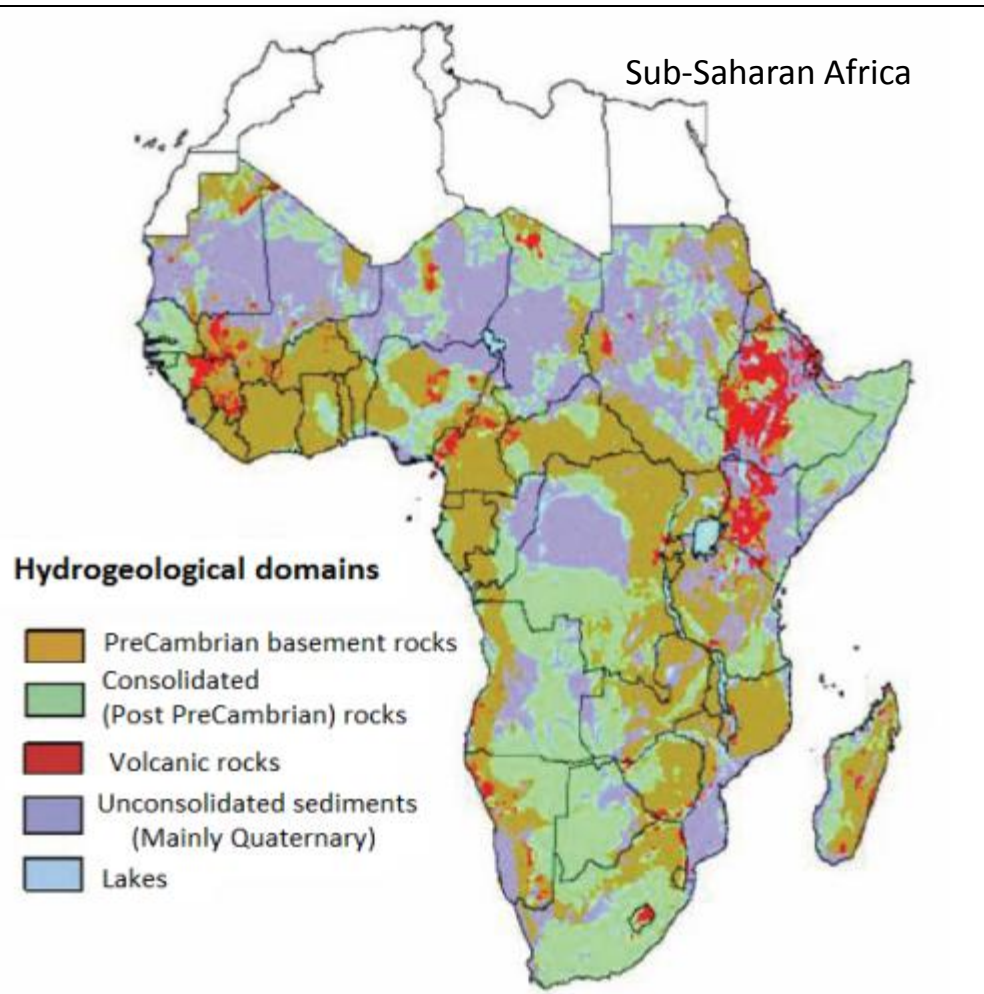 Sub-Saharan Africa
Hydrogeological domains
PreCambrian basement rocks
Consolidated
(Post PreCambrian) rocks
Volcanic rocks
Unconsolidated sediments
(Mainly Quaternary)
Lakes